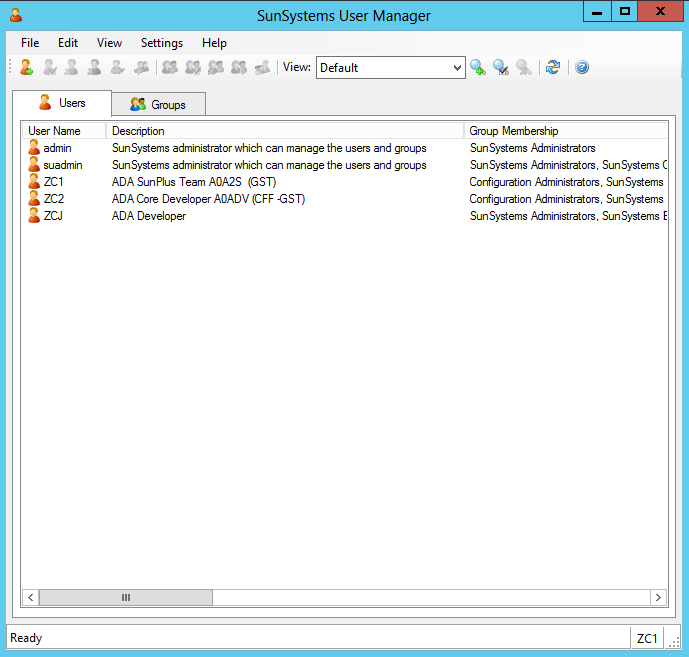 SunSystems User Manager
File Edit View Settings Help
View: Default
Users Groups
User Name Description Group Membership
admin SunSystems administrator which can manage the users and groups SunSystems Administrators
suadmin SunSystems administrator which can manage the users and groups SunSystems Administrators, SunSystems C
ZC1 ADA SunPlus Team A0A2S (GST) Configuration Administrators, SunSystems
ZC2 ADA Core Developer A0ADV (CFF -GST) Configuration Administrators, SunSystems
ZCJ ADA Developer SunSystems Administrators, SunSystems E
Ready ZC1